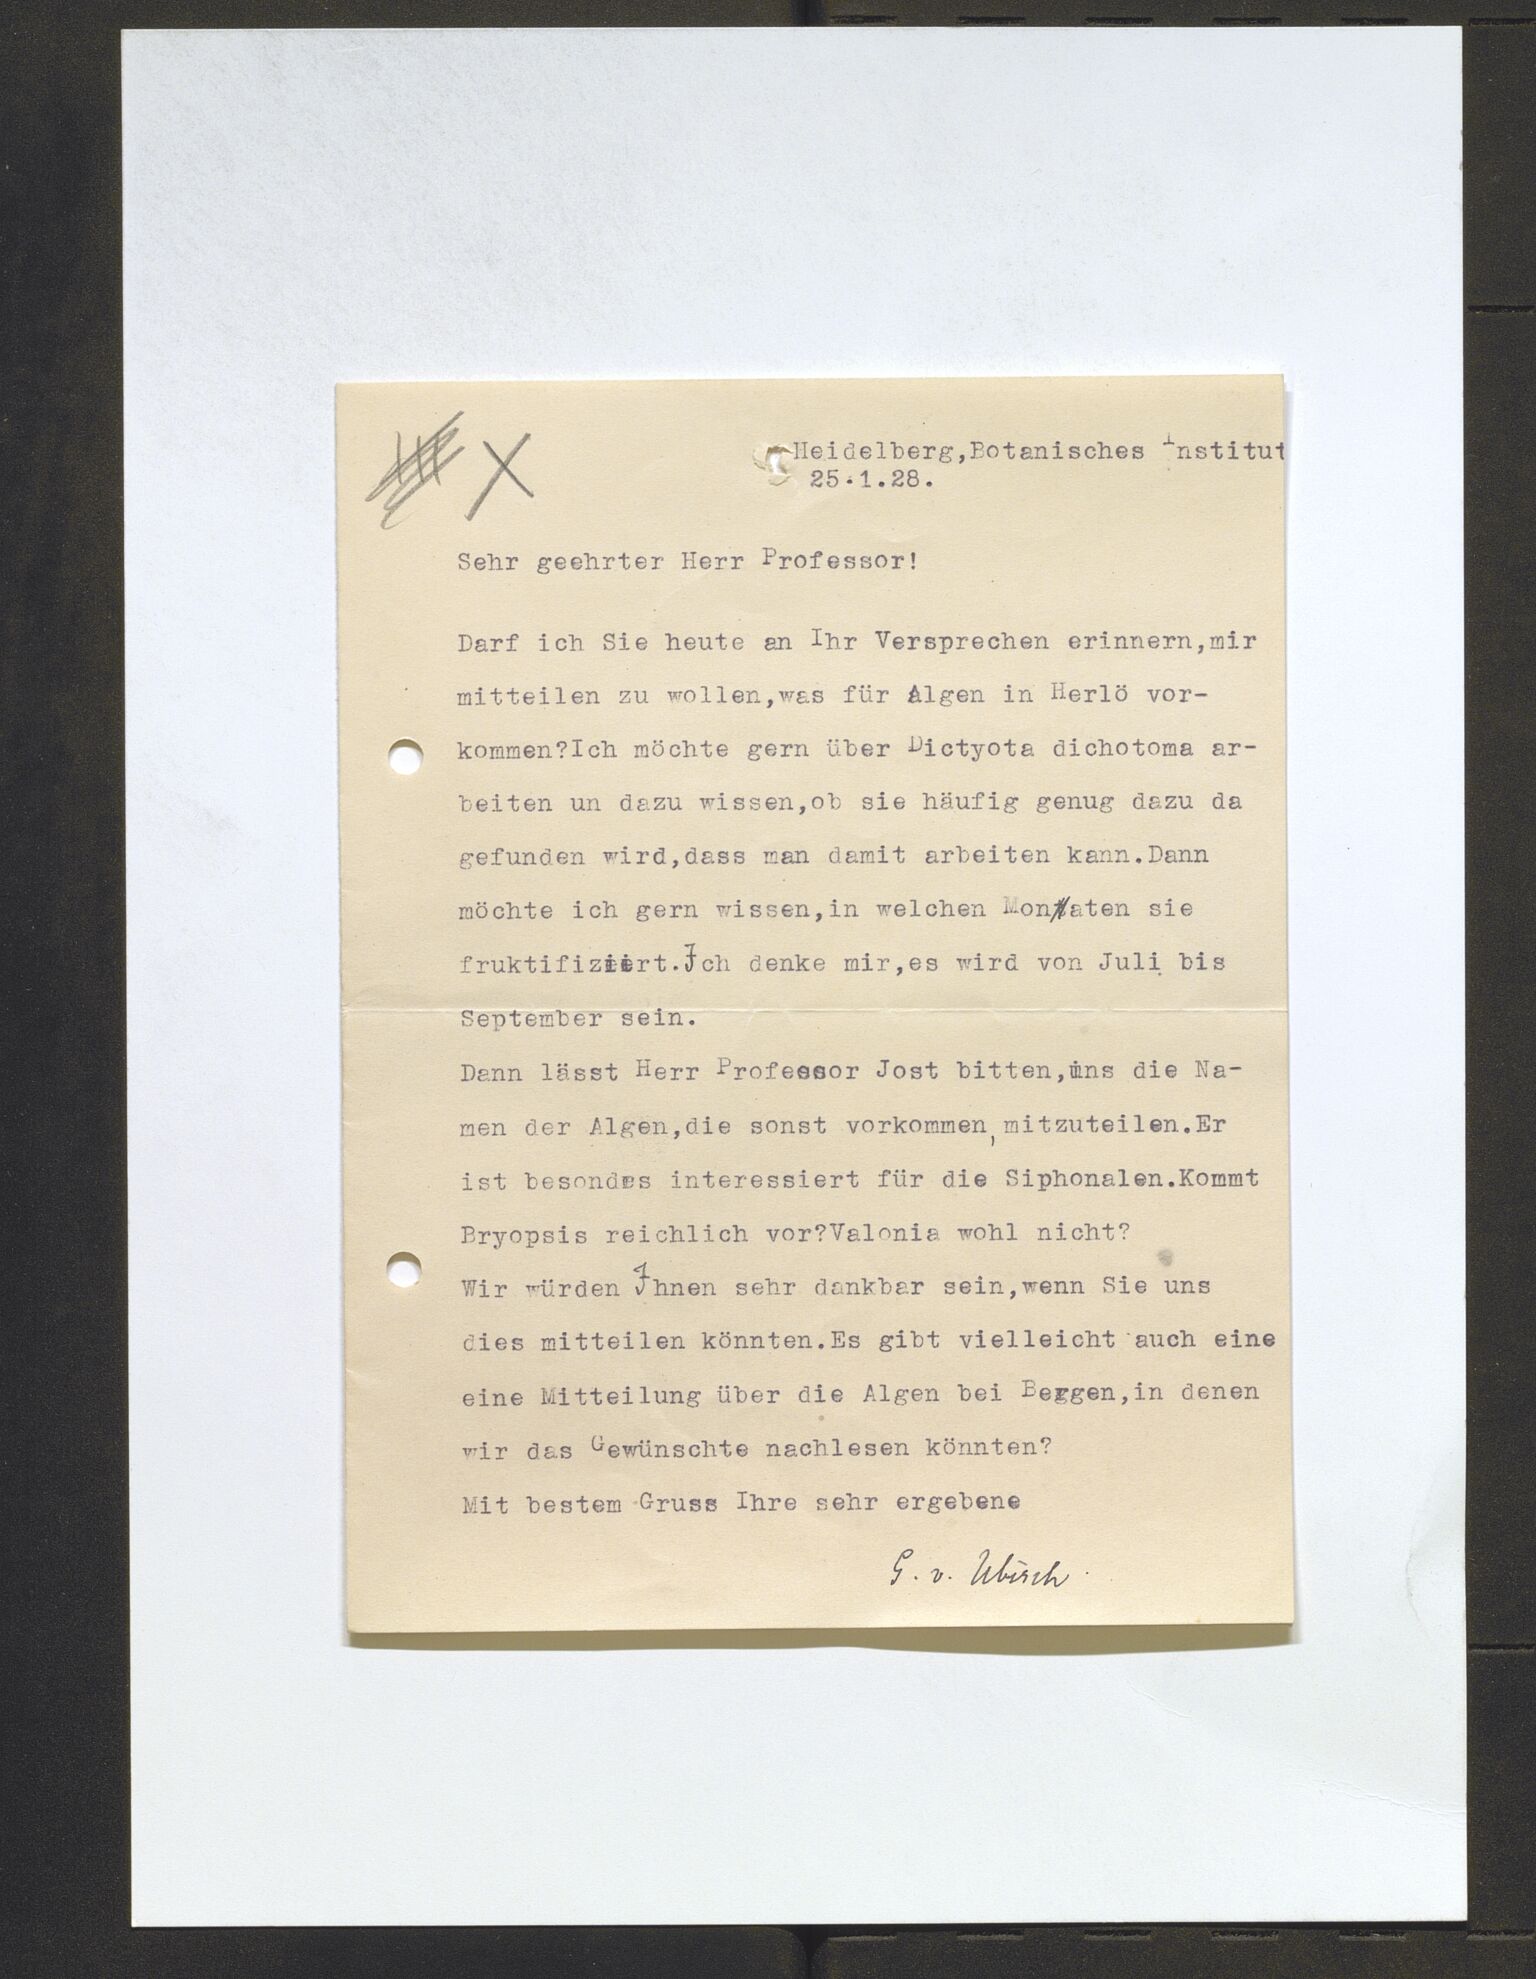 Heidelberg,Botanisches Institut
25.1.28.
Sehr geehrter Herr Professor!
Darf ich Sie heute an Ihr Versprechen erinnern,mir
mitteilen zu wollen,was für Algen in Herlö vor-
kommen?Ich möchte gern über Dictyota dichotoma ar-
beiten un dazu wissen,ob sie häufig genug dazu da
gefunden wird,dass man damit arbeiten kann.Dann
möchte ich gern wissen,in welchen Monaten sie
fruktifiziert.Ich denke mir,es wird von Juli bis
September sein.
Dann lässt Herr Professor Jost bitten,uns die Na-
men der Algen,die sonst vorkommen,mitzuteilen.Er
ist besondes interessiert für die Siphonalen.Kommt
Bryopsis reichlich vor?Valonia wohl nicht?
Wir würden Ihnen sehr dankbar sein,wenn Sie uns
dies mitteilen könnten.Es gibt vielleicht auch eine
eine Mitteilung über die Algen bei Bergen,in denen
wir das Gewünschte nachlesen könnten?
Mit bestem Gruss Ihre sehr ergebene
G. v. Ubisch.